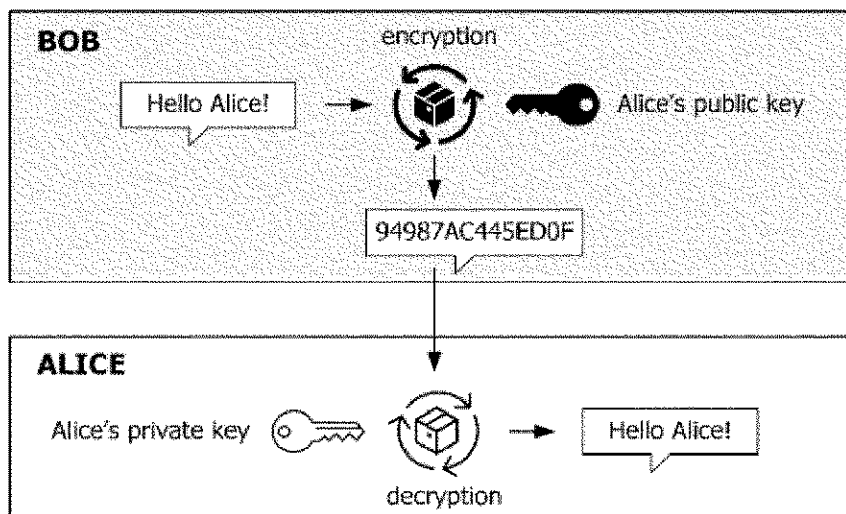 BOB
encryption
Hello Alice!
Alice's public key
94987AC445ED0F
ALICE
Alice's private key
Hello Alice!
decryption